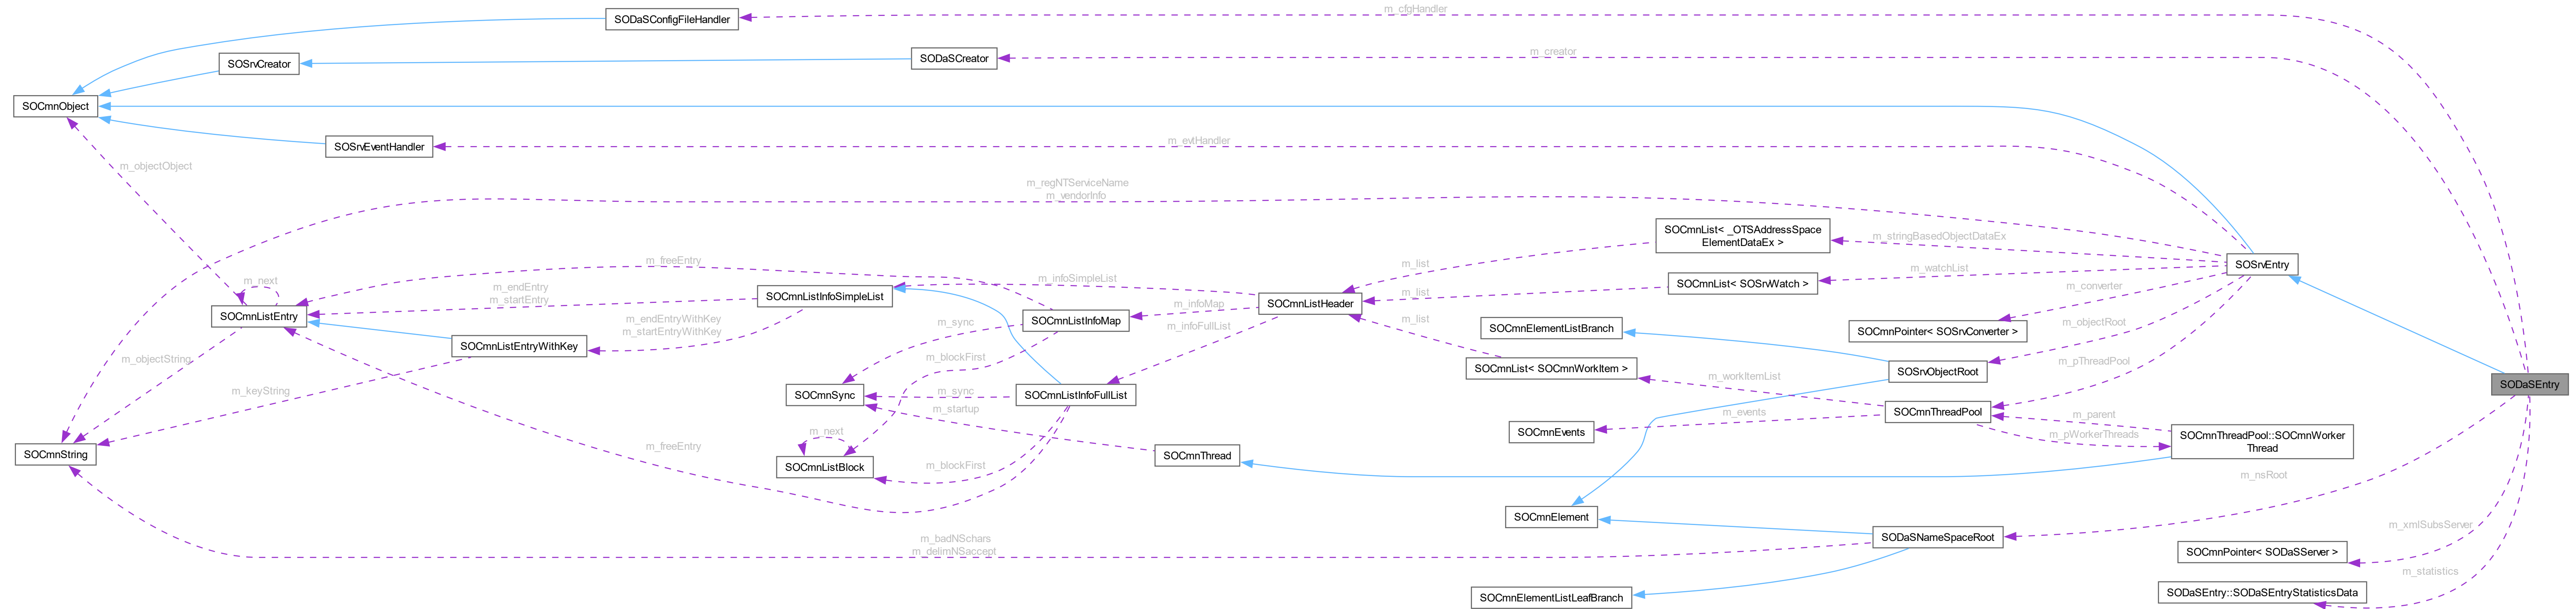 m_cfgHandler
SODaSConfigFileHandler
m_creator
SODaSCreator
SOSrvCreator
SOCmnObject
m_evtHandler
SOSrvEventHandler
m_objectObject
m_regNTServiceName
m_vendorInfo
SOCmnList< _OTSAddressSpace
ElementDataEx >
m_stringBasedObjectDataEx
m_list
SOSrvEntry
m_freeEntry
m_watchList
m_infoSimpleList
m_next
SOCmnList< SOSrvWatch >
m_list
m_converter
m_endEntry
m_startEntry
SOCmnListInfoSimpleList
SOCmnListHeader
m_infoMap
SOCmnListEntry
SOCmnListInfoMap
m_endEntryWithKey
m_startEntryWithKey
m_sync
m_infoFullList
m_list
SOCmnElementListBranch
SOCmnPointer< SOSrvConverter >
m_objectRoot
SOCmnListEntryWithKey
m_objectString
m_blockFirst
SOCmnList< SOCmnWorkItem >
SOSrvObjectRoot
m_pThreadPool
m_workItemList
SODaSEntry
m_keyString
SOCmnSync
m_sync
SOCmnListInfoFullList
m_startup
m_events
SOCmnThreadPool
m_parent
m_pWorkerThreads
SOCmnThreadPool::SOCmnWorker
Thread
m_next
SOCmnEvents
SOCmnString
m_freeEntry
SOCmnListBlock
m_blockFirst
SOCmnThread
m_nsRoot
SOCmnElement
m_xmlSubsServer
m_badNSchars
m_delimNSaccept
SODaSNameSpaceRoot
SOCmnPointer< SODaSServer >
m_statistics
SOCmnElementListLeafBranch
SODaSEntry::SODaSEntryStatisticsData